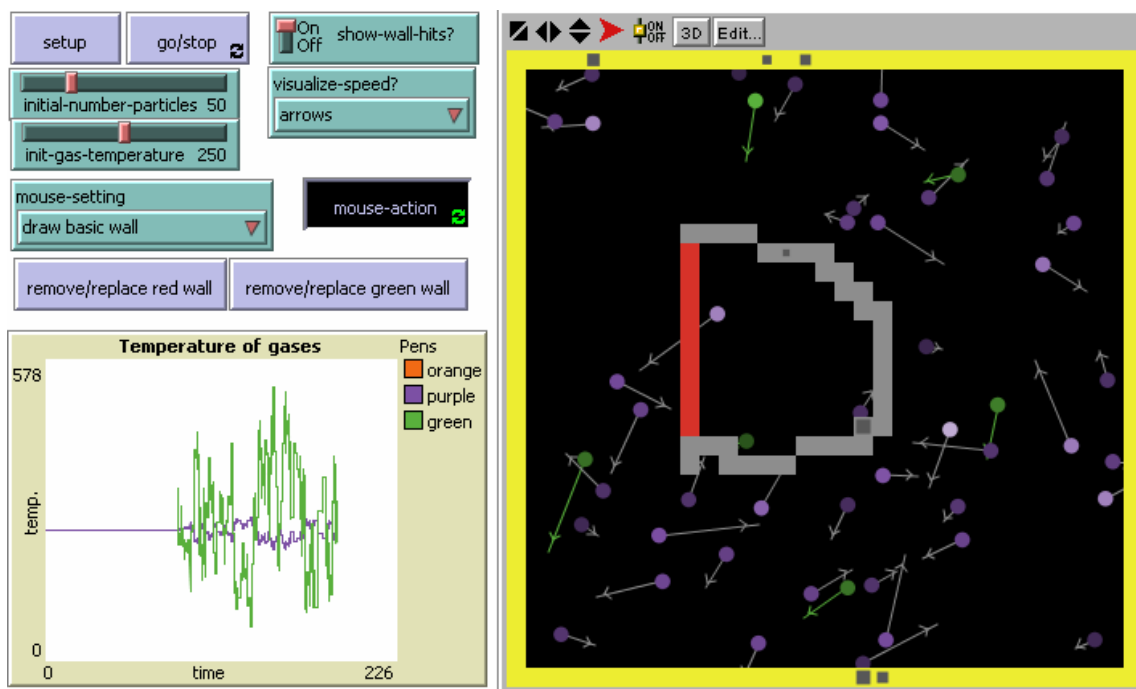 setup
go/stop
On
Off
show-wall-hits?
initial-number-particles 50
init-gas-temperature 250
visualize-speed?
arrows
mouse-setting
draw basic wall
mouse-action
remove/replace red wall
remove/replace green wall
Temperature of gases
Pens
orange
purple
green
578
temp.
0
0
time
226
ON
OFF
3D
Edit...